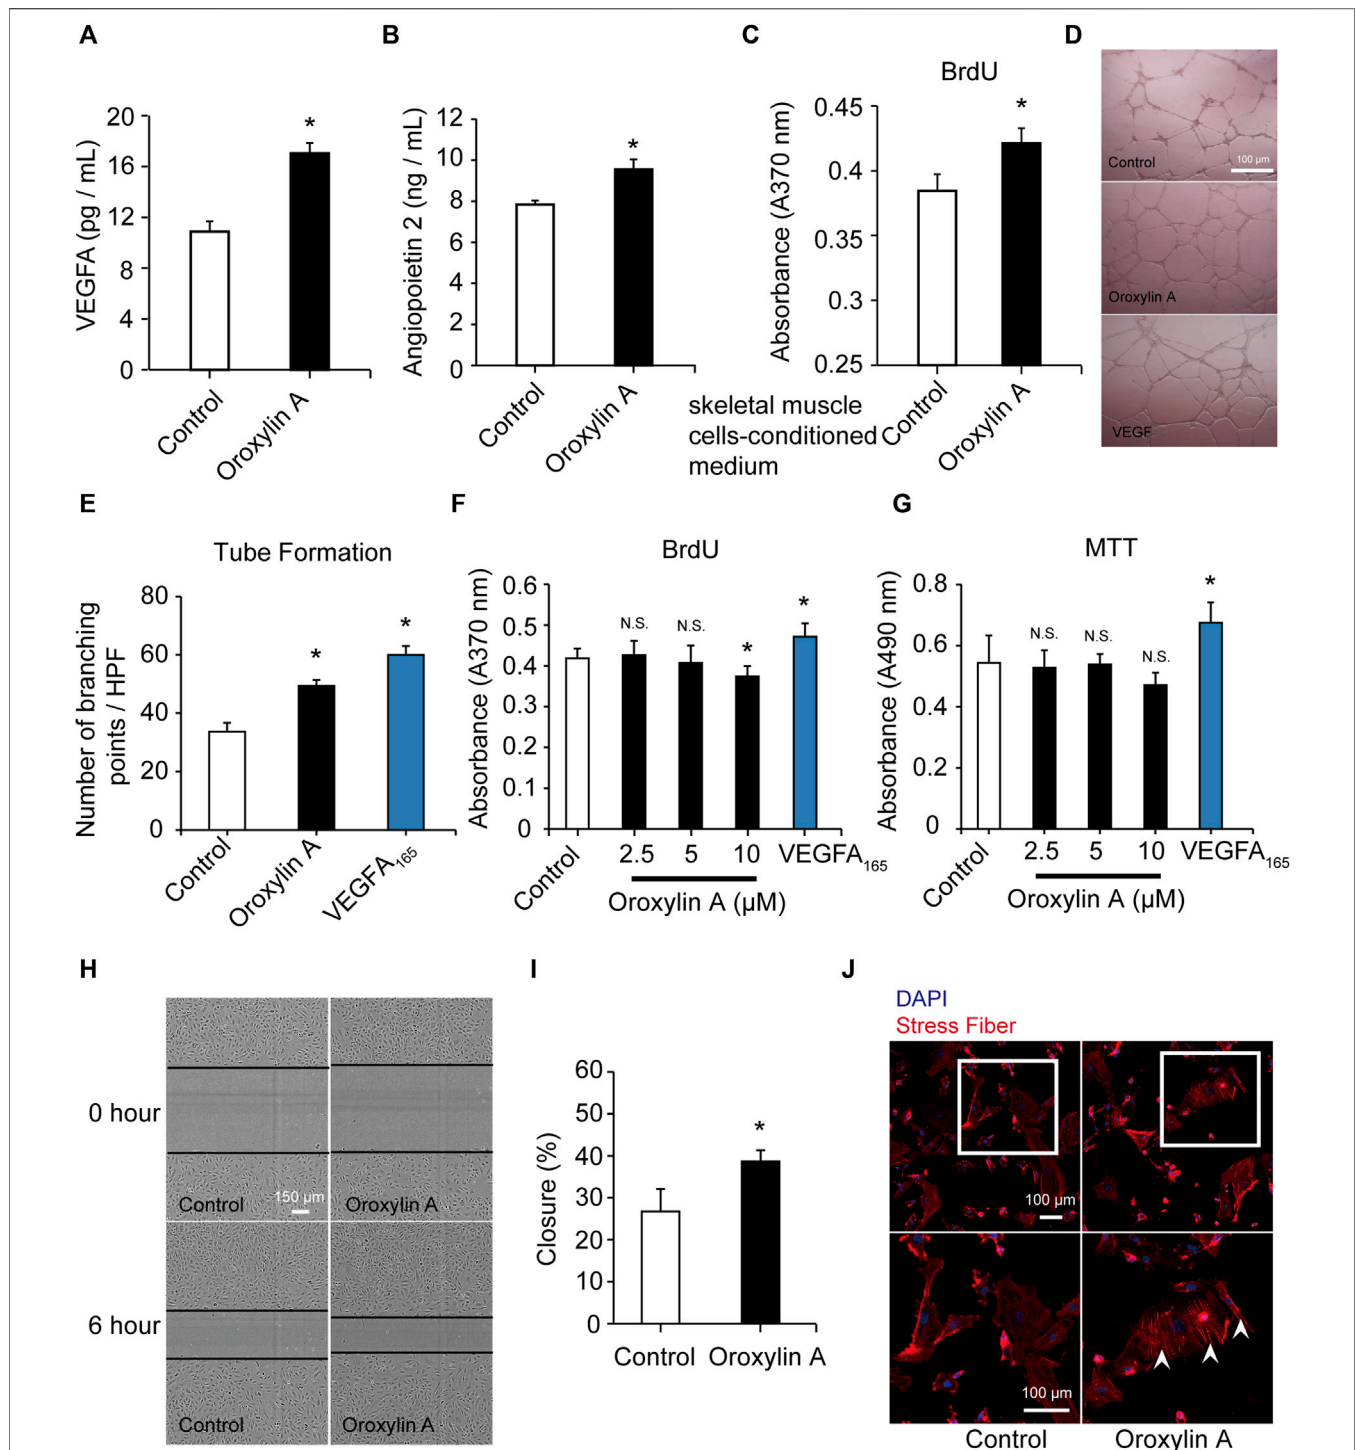 A
B
C
D
VEGFA (pg / mL)
20
16
12
8
4
0
*
Control
Oroxylin A
Angiopoietin 2 (ng / mL)
12
10
8
6
4
2
0
*
Control
Oroxylin A
BrdU
Absorbance (A370 nm)
0.45
0.4
0.35
0.3
0.25
*
skeletal muscle
cells-conditioned
medium
Control
Oroxylin A
Control
100 µm
Oroxylin A
VEGF
E
F
G
Tube Formation
Number of branching
points / HPF
80
60
40
20
0
*
*
Control
Oroxylin A
VEGFA165
BrdU
Absorbance (A370 nm)
0.6
0.5
0.4
0.3
0.2
0.1
0
N.S.
N.S.
*
*
Control
2.5 5 10 VEGFA165
Oroxylin A (µM)
MTT
Absorbance (A490 nm)
0.8
0.6
0.4
0.2
0
N.S.
N.S.
N.S.
*
Control
2.5 5 10 VEGFA165
Oroxylin A (µM)
H
I
J
0 hour
Control
150 µm
Oroxylin A
6 hour
Control
Oroxylin A
Closure (%)
60
50
40
30
20
10
0
*
Control Oroxylin A
DAPI
Stress Fiber
100 µm
100 µm
Control Oroxylin A